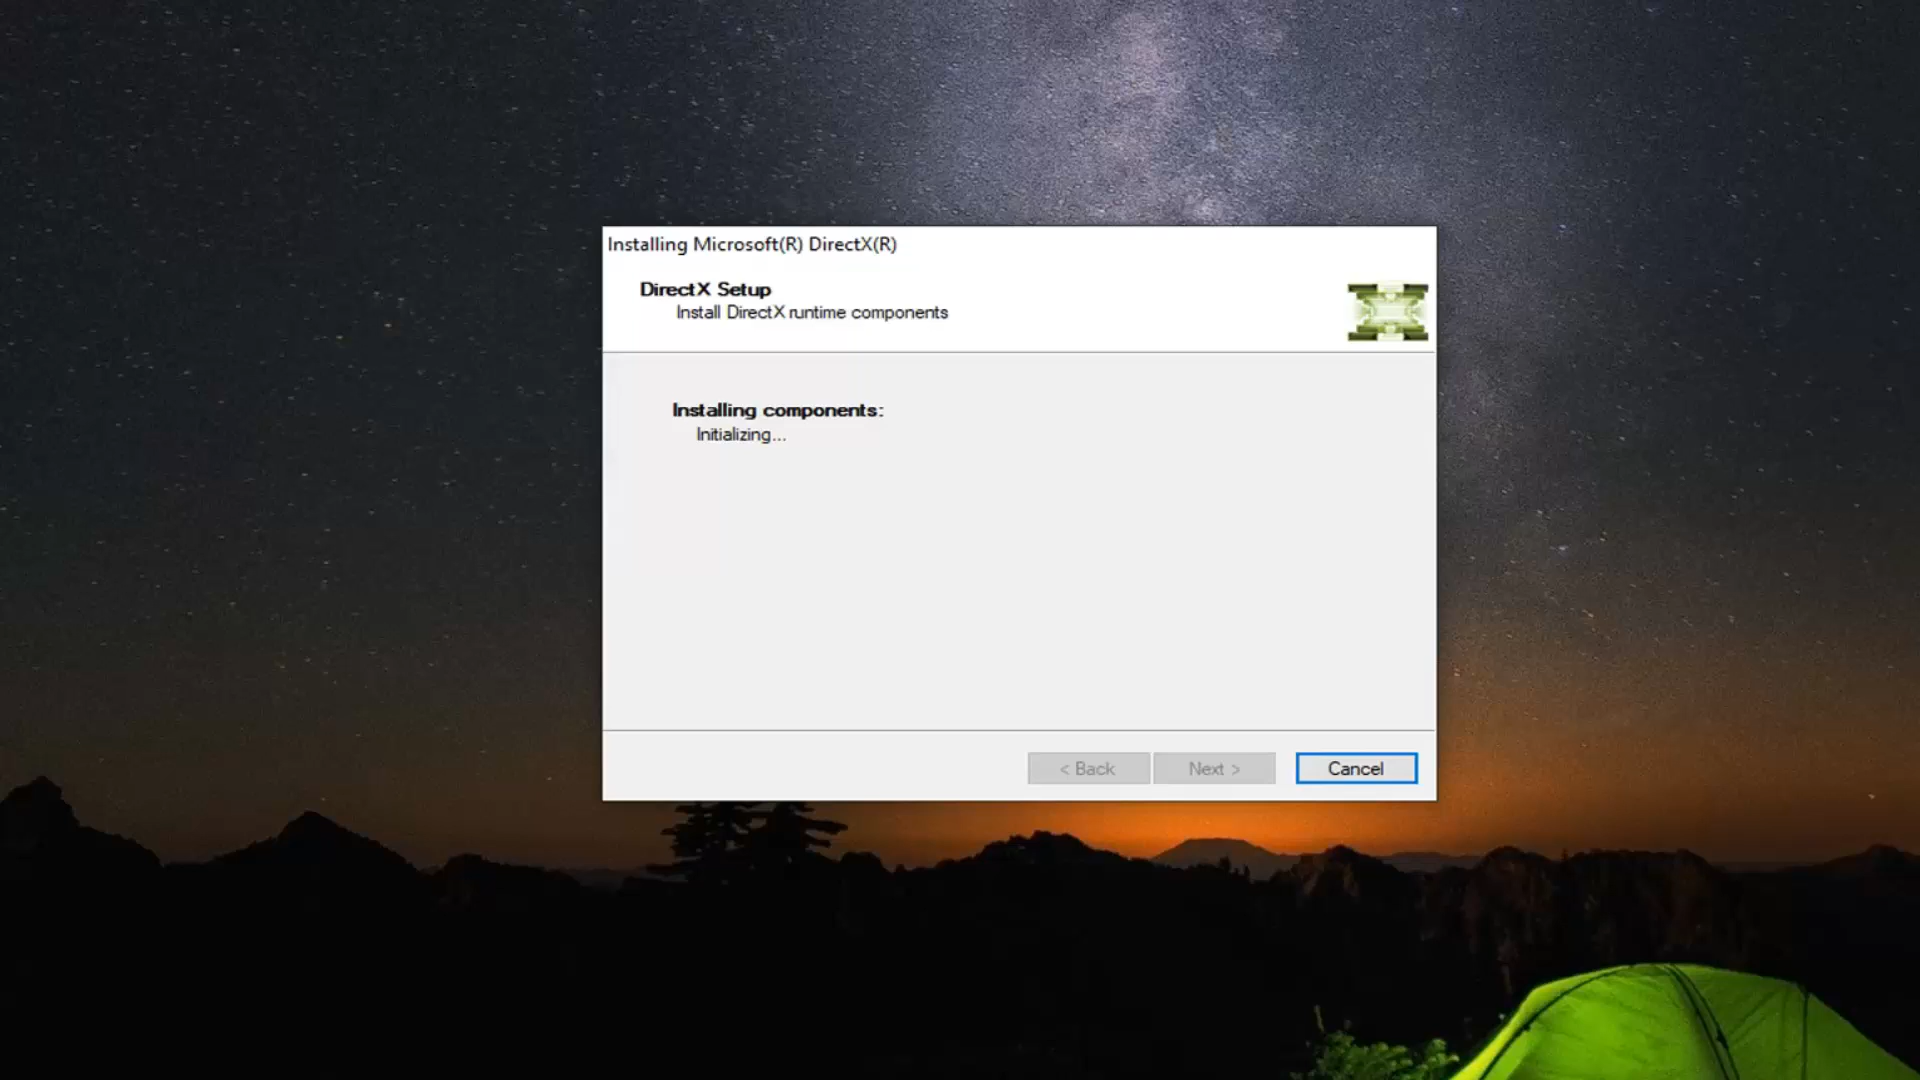 Installing Microsoft(R) DirectX(R)
DirectX Setup
Install DirectX runtime components
Installing components:
Initializing...
< Back
Next >
Cancel